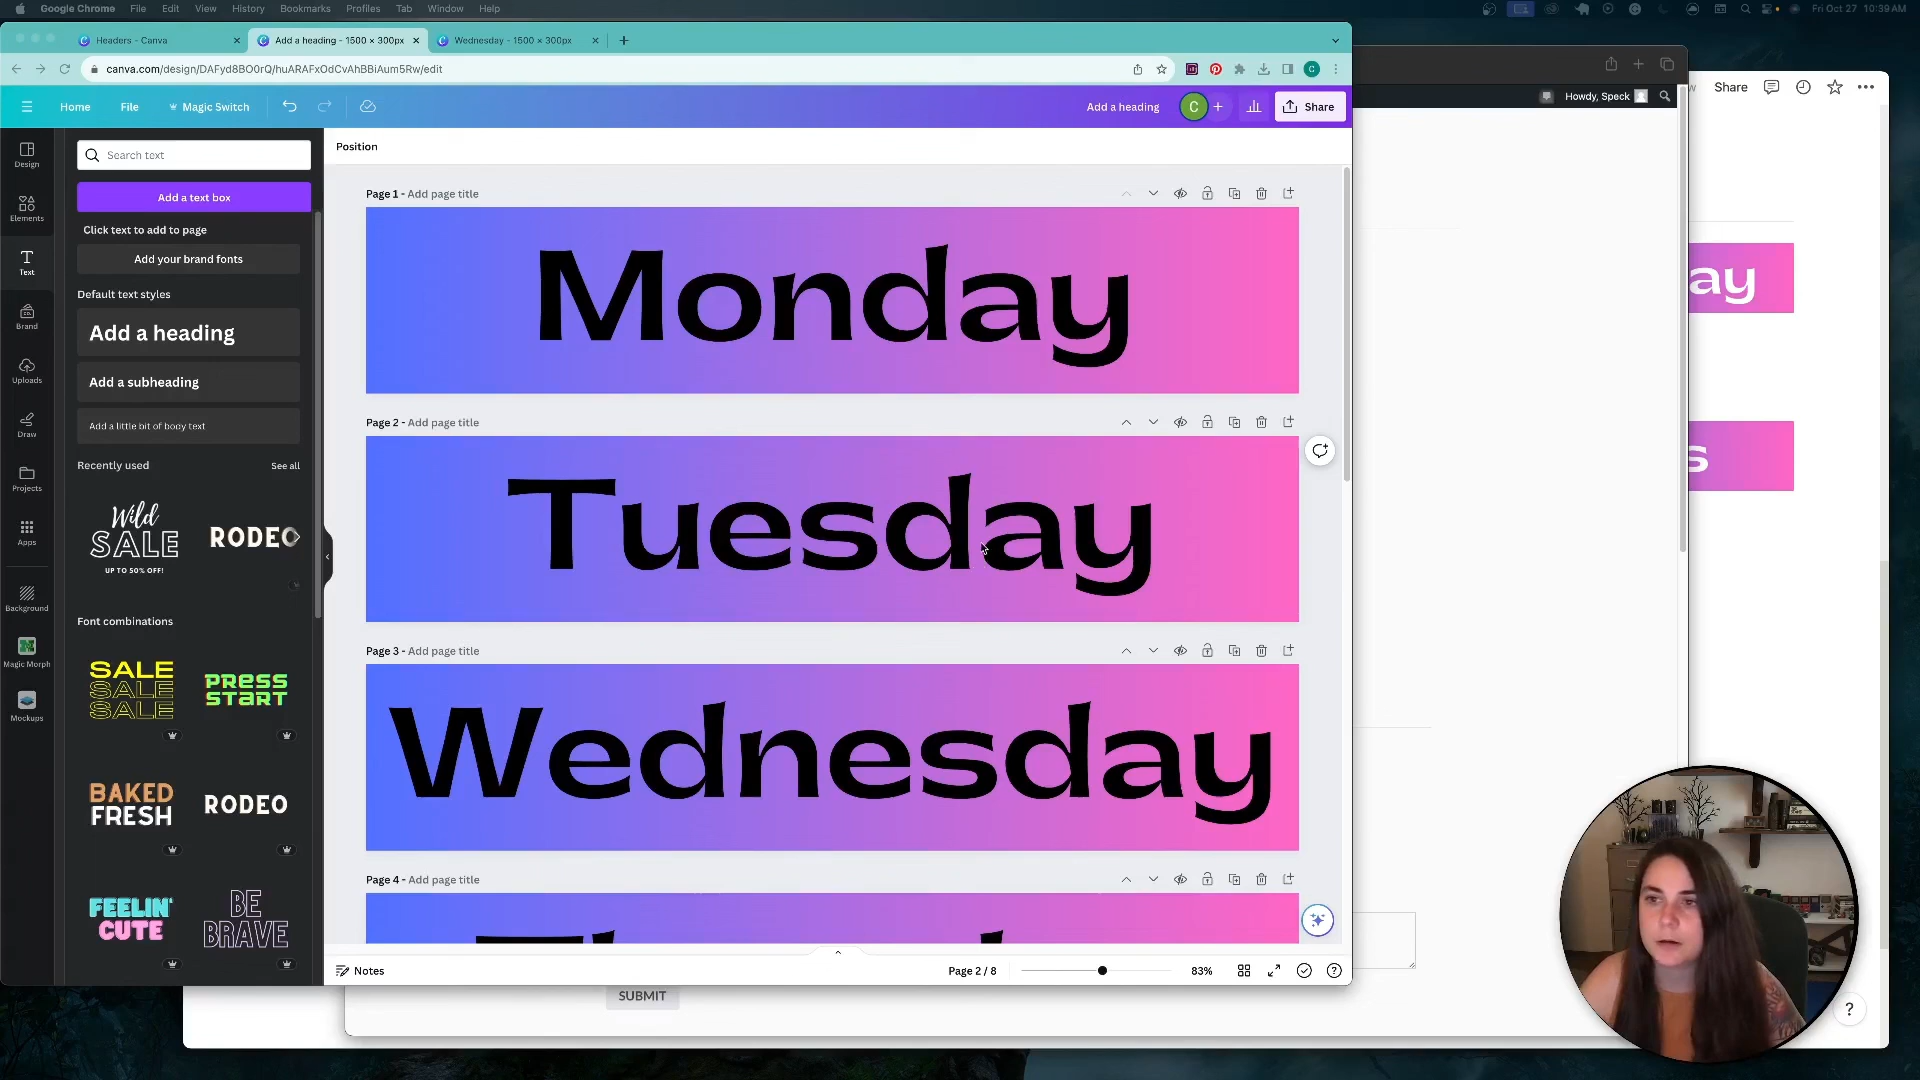 Google Chrome File Edit View History Bookmarks Profiles Tab Window Help Fri Oct 27 10:39 AM
Headers - Canva Add a heading - 1500 × 300px Wednesday - 1500 × 300px
canva.com/design/DAFyd8BO0rQ/huARAFxOdCvAhBBiAum5Rw/edit
Howdy, Speck
Share
Home File Magic Switch Add a heading C Share
Position
Design
Elements
Text
Brand
Uploads
Draw
Projects
Apps
Background
Magic Morph
Mockups
Search text
Add a text box
Click text to add to page
Add your brand fonts
Default text styles
Add a heading
Add a subheading
Add a little bit of body text
Recently used See all
Wild
SALE
UP TO 50% OFF!
RODEO
Font combinations
SALE
SALE
SALE
PRESS
START
BAKED
FRESH
RODEO
FEELIN'
CUTE
BE
BRAVE
Page 1 - Add page title
Monday
Page 2 - Add page title
Tuesday
Page 3 - Add page title
Wednesday
Page 4 - Add page title
Notes Page 2 / 8 83%
SUBMIT
ay
s